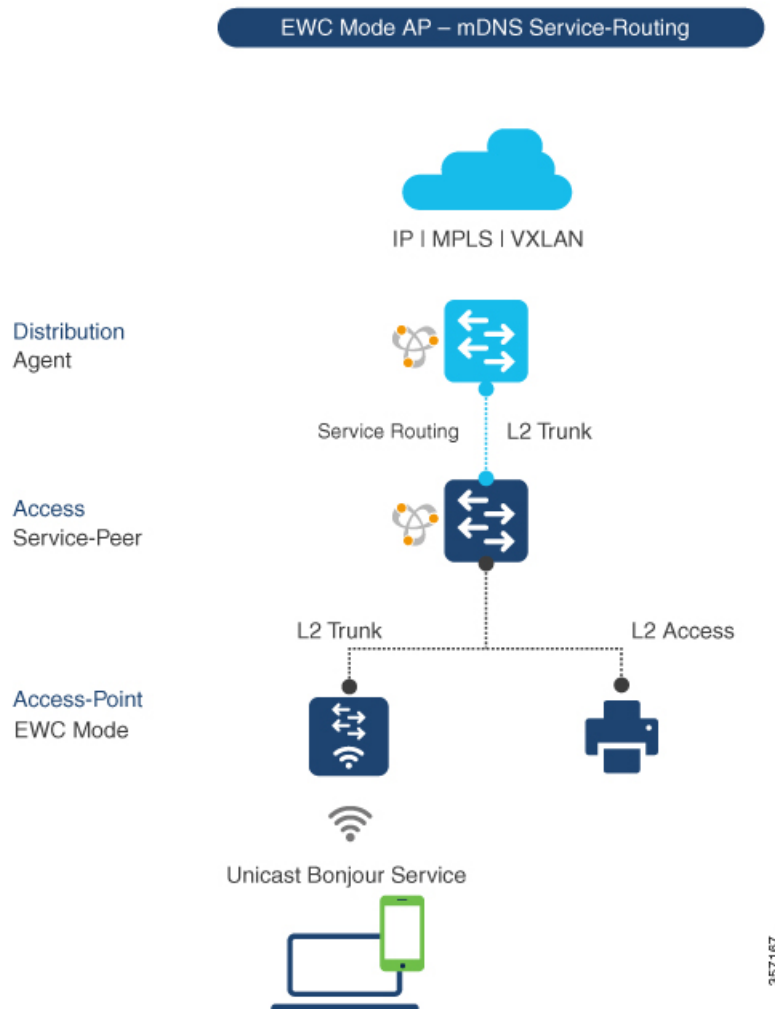 EWC Mode AP – mDNS Service-Routing
IP | MPLS | VXLAN
Distribution
Agent
Service Routing
L2 Trunk
Access
Service-Peer
L2 Trunk
L2 Access
Access-Point
EWC Mode
Unicast Bonjour Service
357167